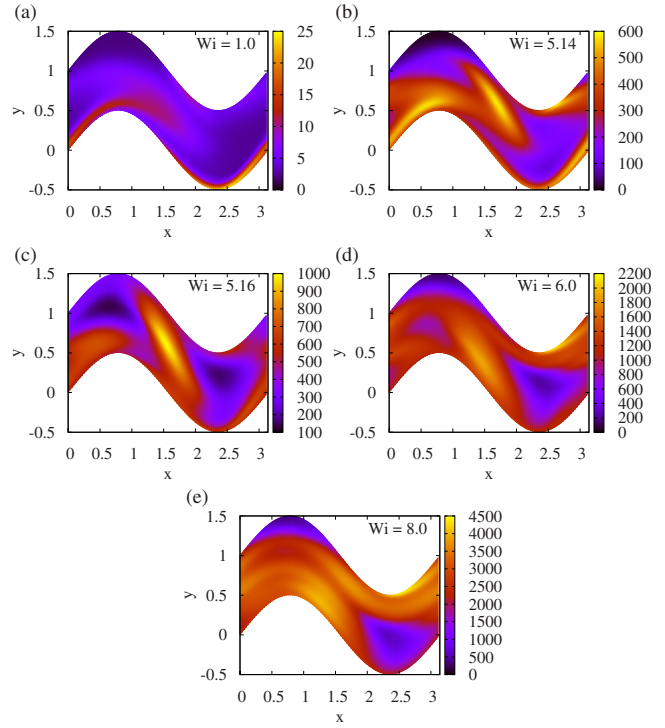 (a)
Wi = 1.0
1.5
1
0.5
0
-0.5
y
0 0.5 1 1.5 2 2.5 3
x
25
20
15
10
5
0
(b)
Wi = 5.14
1.5
1
0.5
0
-0.5
y
0 0.5 1 1.5 2 2.5 3
x
600
500
400
300
200
100
0
(c)
Wi = 5.16
1.5
1
0.5
0
-0.5
y
0 0.5 1 1.5 2 2.5 3
x
1000
900
800
700
600
500
400
300
200
100
(d)
Wi = 6.0
1.5
1
0.5
0
-0.5
y
0 0.5 1 1.5 2 2.5 3
x
2200
2000
1800
1600
1400
1200
1000
800
600
400
200
0
(e)
Wi = 8.0
1.5
1
0.5
0
-0.5
y
0 0.5 1 1.5 2 2.5 3
x
4500
4000
3500
3000
2500
2000
1500
1000
500
0